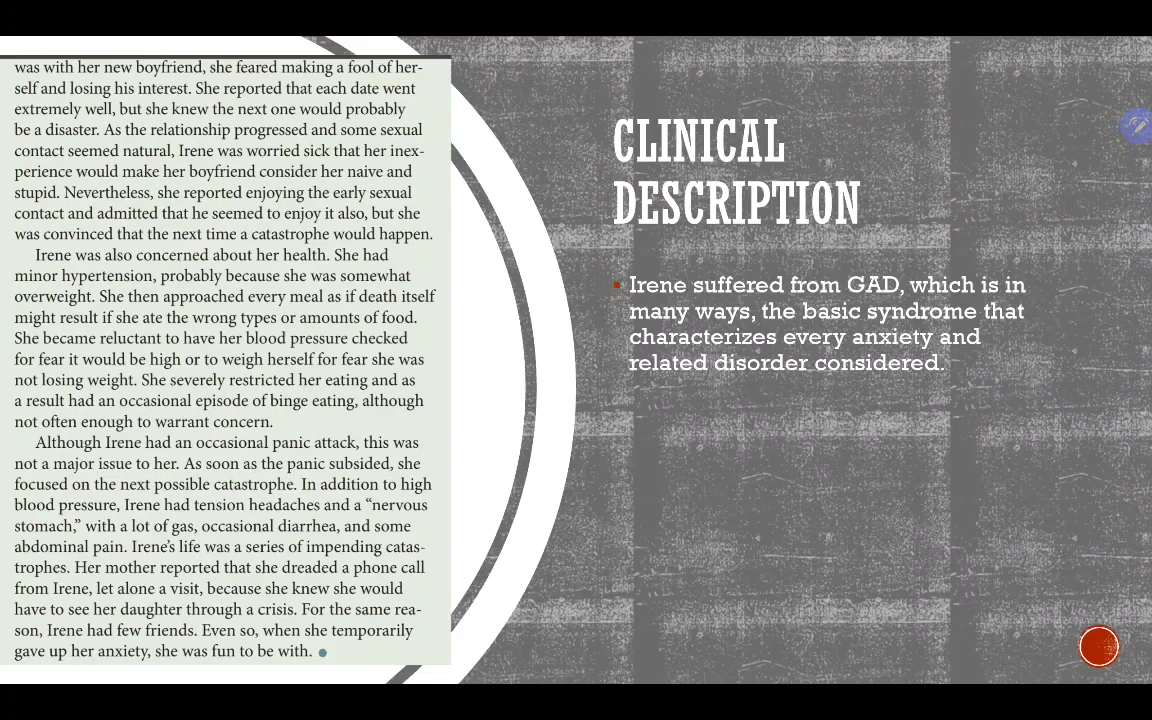 was with her new boyfriend, she feared making a fool of her-
self and losing his interest. She reported that each date went
extremely well, but she knew the next one would probably
be a disaster. As the relationship progressed and some sexual
contact seemed natural, Irene was worried sick that her inex-
perience would make her boyfriend consider her naive and
stupid. Nevertheless, she reported enjoying the early sexual
contact and admitted that he seemed to enjoy it also, but she
was convinced that the next time a catastrophe would happen.
Irene was also concerned about her health. She had
minor hypertension, probably because she was somewhat
overweight. She then approached every meal as if death itself
might result if she ate the wrong types or amounts of food.
She became reluctant to have her blood pressure checked
for fear it would be high or to weigh herself for fear she was
not losing weight. She severely restricted her eating and as
a result had an occasional episode of binge eating, although
not often enough to warrant concern.
Although Irene had an occasional panic attack, this was
not a major issue to her. As soon as the panic subsided, she
focused on the next possible catastrophe. In addition to high
blood pressure, Irene had tension headaches and a “nervous
stomach,” with a lot of gas, occasional diarrhea, and some
abdominal pain. Irene’s life was a series of impending catas-
trophes. Her mother reported that she dreaded a phone call
from Irene, let alone a visit, because she knew she would
have to see her daughter through a crisis. For the same rea-
son, Irene had few friends. Even so, when she temporarily
gave up her anxiety, she was fun to be with.
CLINICAL
DESCRIPTION
Irene suffered from GAD, which is in
many ways, the basic syndrome that
characterizes every anxiety and
related disorder considered.